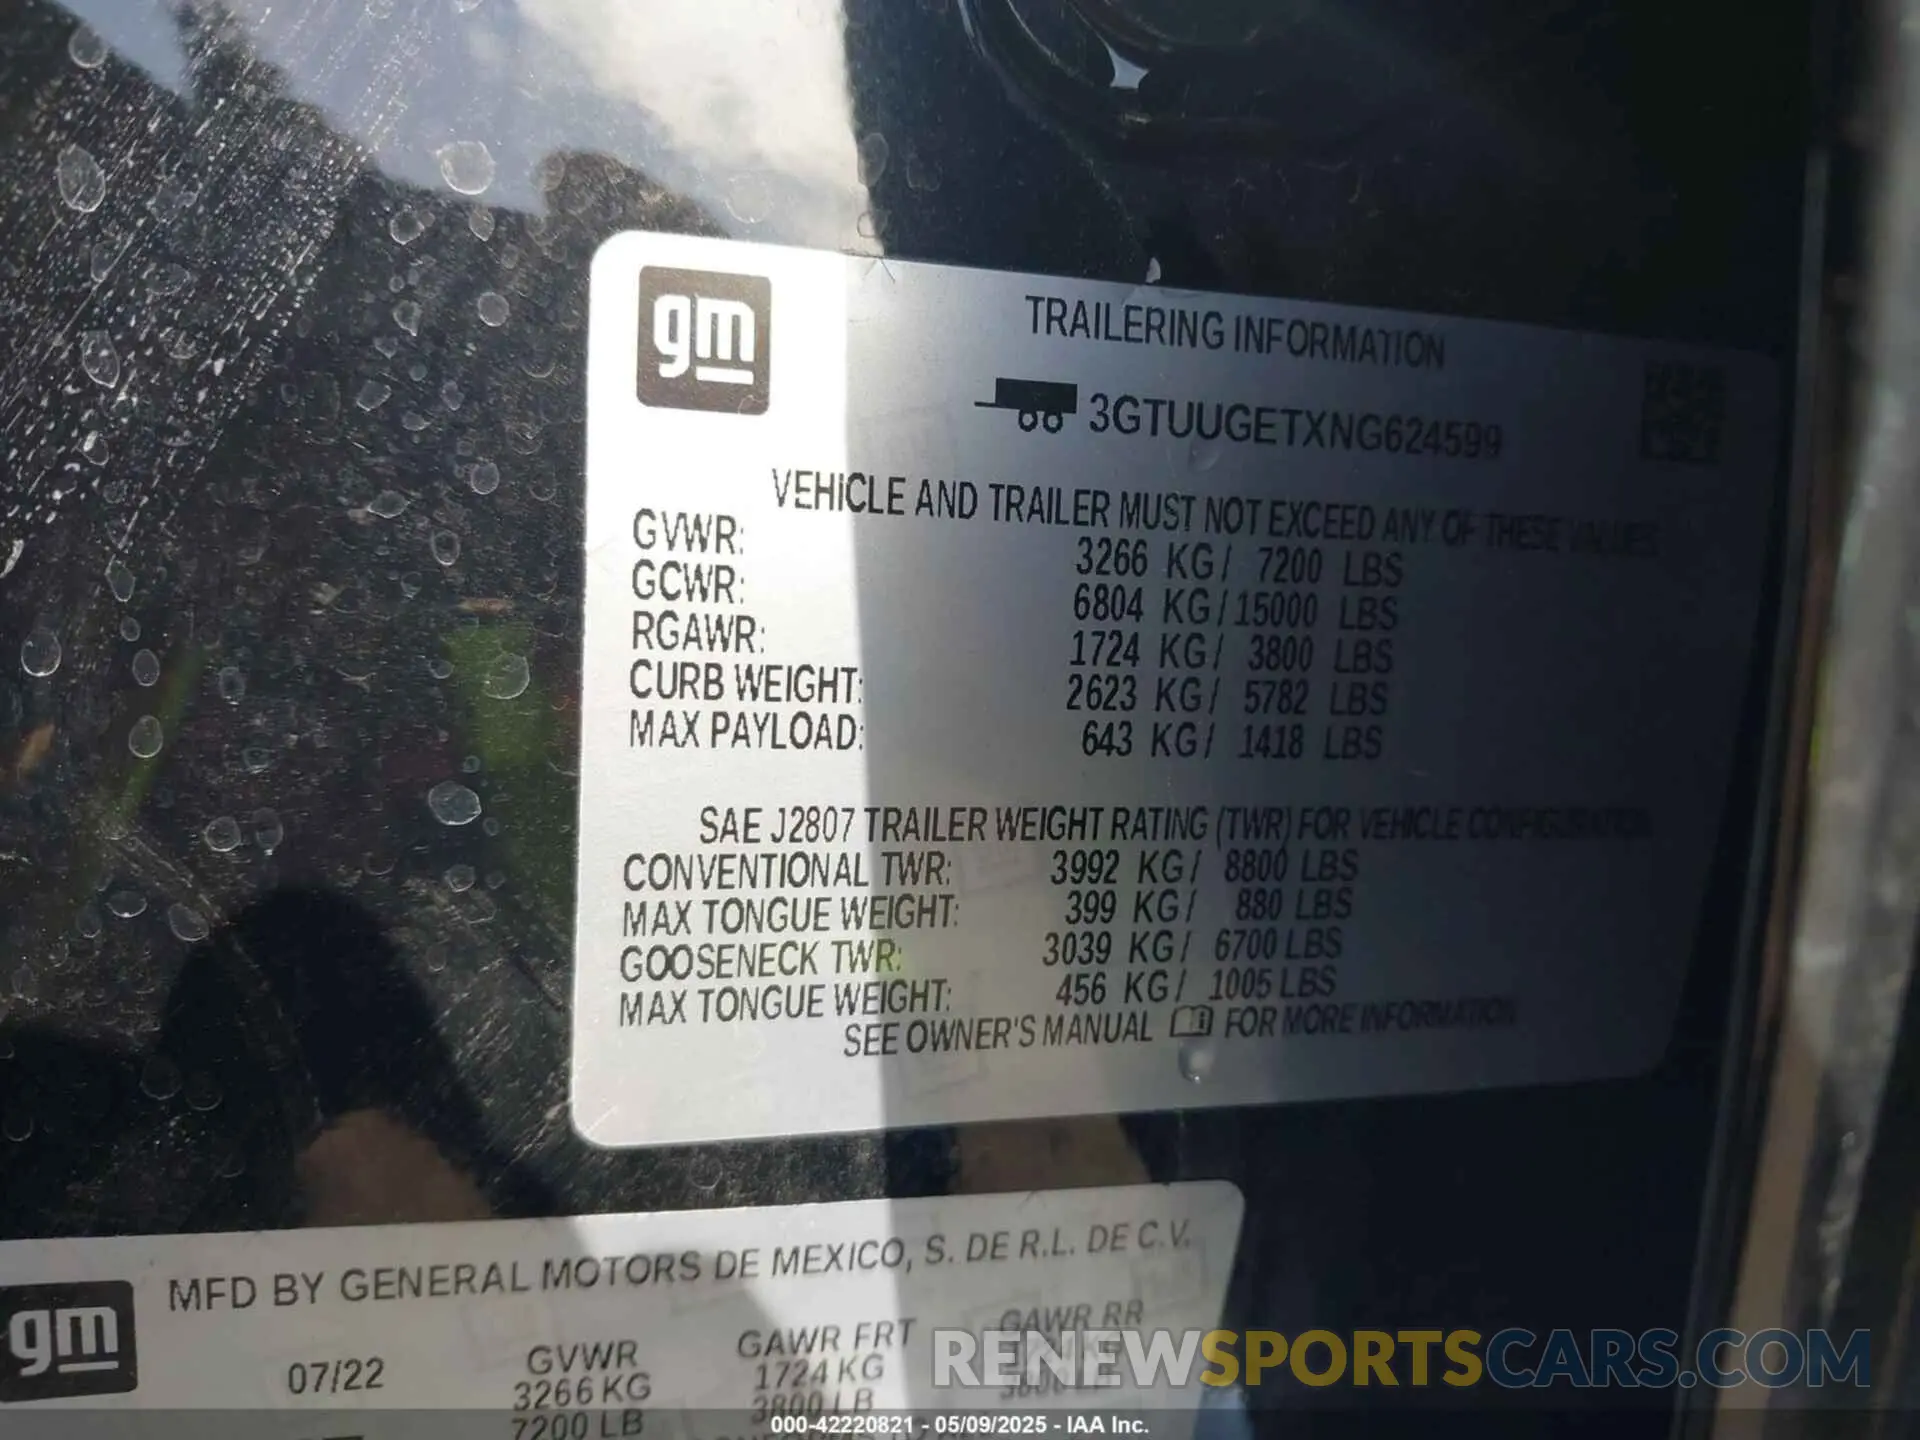 gm
TRAILERING INFORMATION
3GTUUGETXNG624599
VEHICLE AND TRAILER MUST NOT EXCEED ANY OF THESE VALUES
GVWR: 3266 KG/ 7200 LBS
GCWR: 6804 KG/15000 LBS
RGAWR: 1724 KG/ 3800 LBS
CURB WEIGHT: 2623 KG/ 5782 LBS
MAX PAYLOAD: 643 KG/ 1418 LBS
SAE J2807 TRAILER WEIGHT RATING (TWR) FOR VEHICLE CONFIGURATION
CONVENTIONAL TWR: 3992 KG/ 8800 LBS
MAX TONGUE WEIGHT: 399 KG/ 880 LBS
GOOSENECK TWR: 3039 KG/ 6700 LBS
MAX TONGUE WEIGHT: 456 KG/ 1005 LBS
SEE OWNER'S MANUAL FOR MORE INFORMATION
gm
MFD BY GENERAL MOTORS DE MEXICO, S. DE R.L. DE C.V.
07/22 GVWR GAWR FRT GAWR RR
3266 KG 1724 KG
7200 LB 3800 LB 3800 LB
RENEWSPORTSCARS.COM
000-42220821 - 05/09/2025 - IAA Inc.